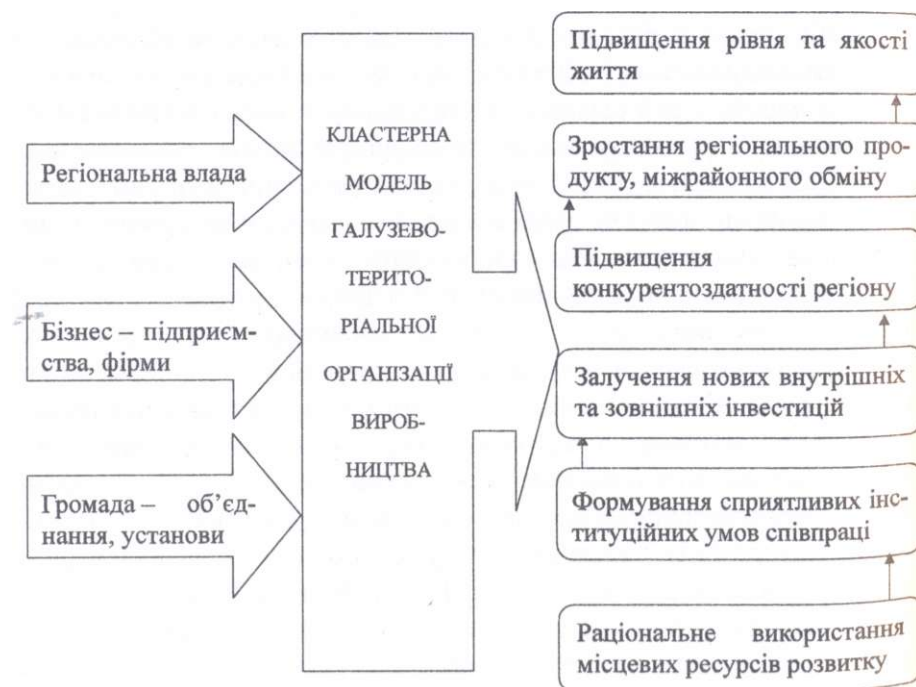 Регіональна влада
Бізнес – підприєм-
ства, фірми
Громада – об’єд-
нання, установи
КЛАСТЕРНА
МОДЕЛЬ
ГАЛУЗЕВО-
ТЕРИТО-
РІАЛЬНОЇ
ОРГАНІЗАЦІЇ
ВИРОБ-
НИЦТВА
Підвищення рівня та якості
життя
Зростання регіонального про-
дукту, міжрайонного обміну
Підвищення
конкурентоздатності регіону
Залучення нових внутрішніх
та зовнішніх інвестицій
Формування сприятливих інс-
титуційних умов співпраці
Раціональне використання
місцевих ресурсів розвитку